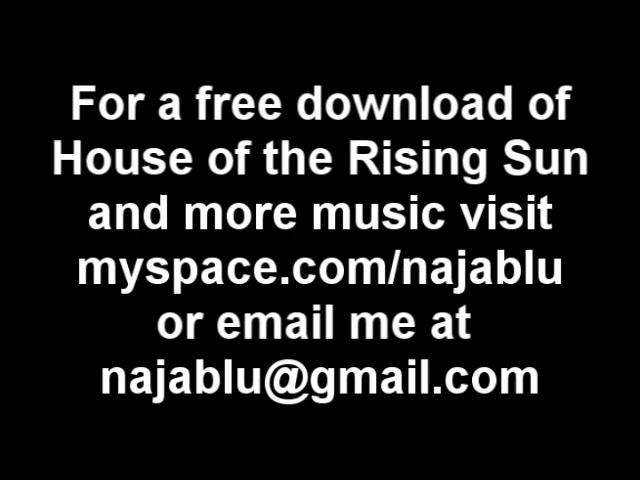 For a free download of
House of the Rising Sun
and more music visit
myspace.com/najablu
or email me at
najablu@gmail.com